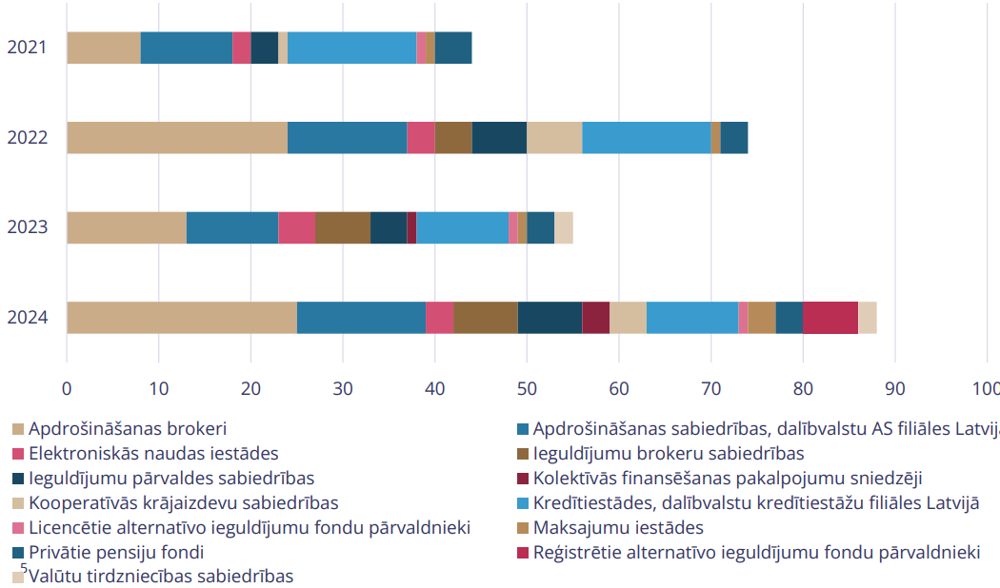 2021
2022
2023
2024
0 10 20 30 40 50 60 70 80 90 100
Apdrošināšanas brokeri
Apdrošināšanas sabiedrības, dalībvalstu AS filiāles
Elektroniskās naudas iestādes
Ieguldījumu brokeru sabiedrības
Ieguldījumu pārvaldes sabiedrības
Kolektīvās finansēšanas pakalpojumu sniedzēji
Kooperatīvās krājaizdevu sabiedrības
Kredītiestādes, dalībvalstu kredītiestāžu filiāles Latvijā
Licencētie alternatīvo ieguldījumu fondu pārvaldnieki
Maksajumu iestādes
Privātie pensiju fondi
Reģistrētie alternatīvo ieguldījumu fondu pārvaldnieki
5
Valūtu tirdzniecības sabiedrības